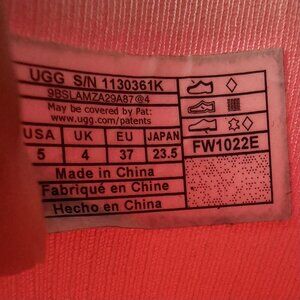 UGG S/N 1130361K
9BSLAMZA29A87@4
May be covered by Pat:
www.ugg.com/patents
USA UK EU JAPAN
5 4 37 23.5
FW1022E
Made in China
Fabriqué en Chine
Hecho en China